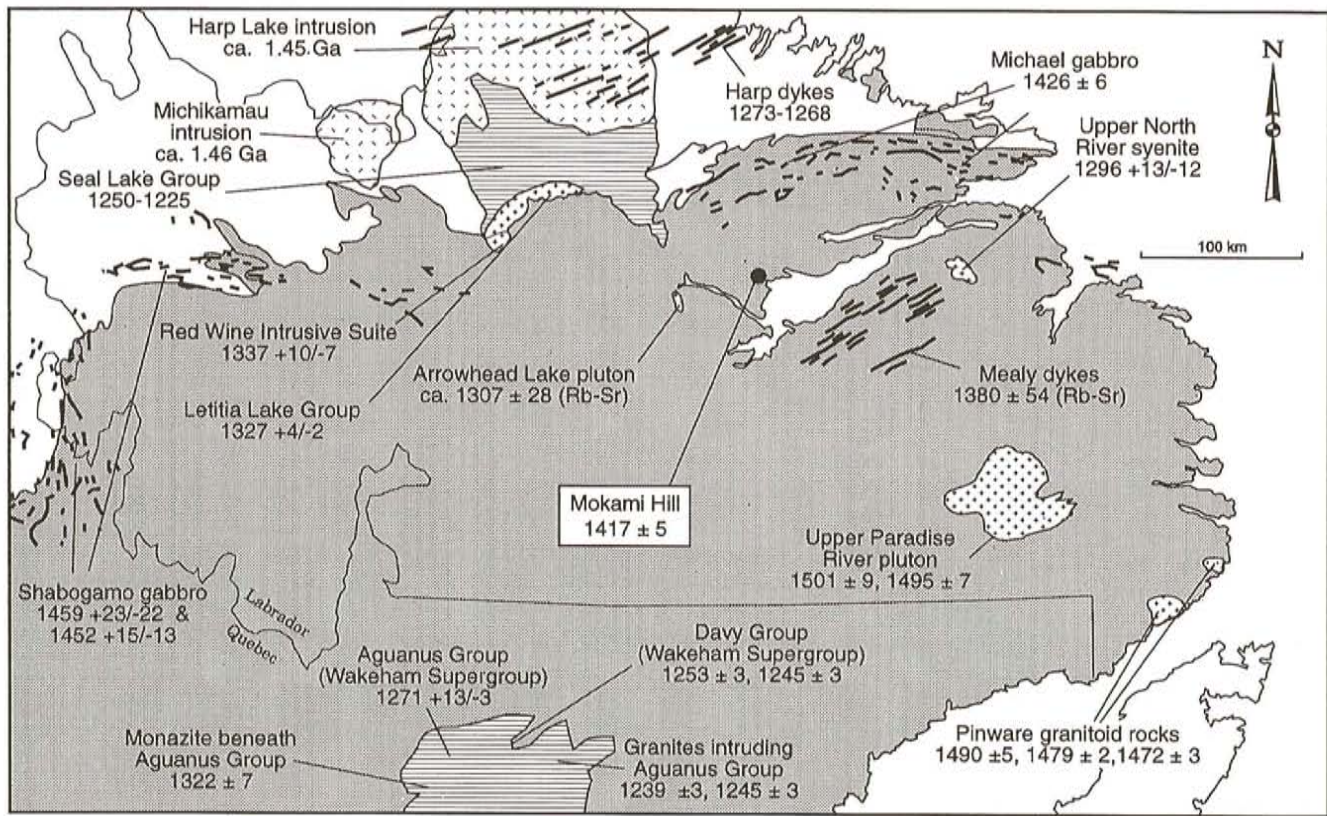 Harp Lake intrusion
ca. 1.45 Ga
Michikamau
intrusion
ca. 1.46 Ga
Seal Lake Group
1250-1225
Harp dykes
1273-1268
Michael gabbro
1426 ± 6
Upper North
River syenite
1296 +13/-12
N
100 km
Red Wine Intrusive Suite
1337 +10/-7
Letitia Lake Group
1327 +4/-2
Arrowhead Lake pluton
ca. 1307 ± 28 (Rb-Sr)
Mealy dykes
1380 ± 54 (Rb-Sr)
Mokami Hill
1417 ± 5
Upper Paradise
River pluton
1501 ± 9, 1495 ± 7
Shabogamo gabbro
1459 +23/-22 &
1452 +15/-13
Labrador
Quebec
Aguanus Group
(Wakeham Supergroup)
1271 +13/-3
Davy Group
(Wakeham Supergroup)
1253 ± 3, 1245 ± 3
Monazite beneath
Aguanus Group
1322 ± 7
Granites intruding
Aguanus Group
1239 ±3, 1245 ± 3
Pinware granitoid rocks
1490 ±5, 1479 ± 2,1472 ± 3